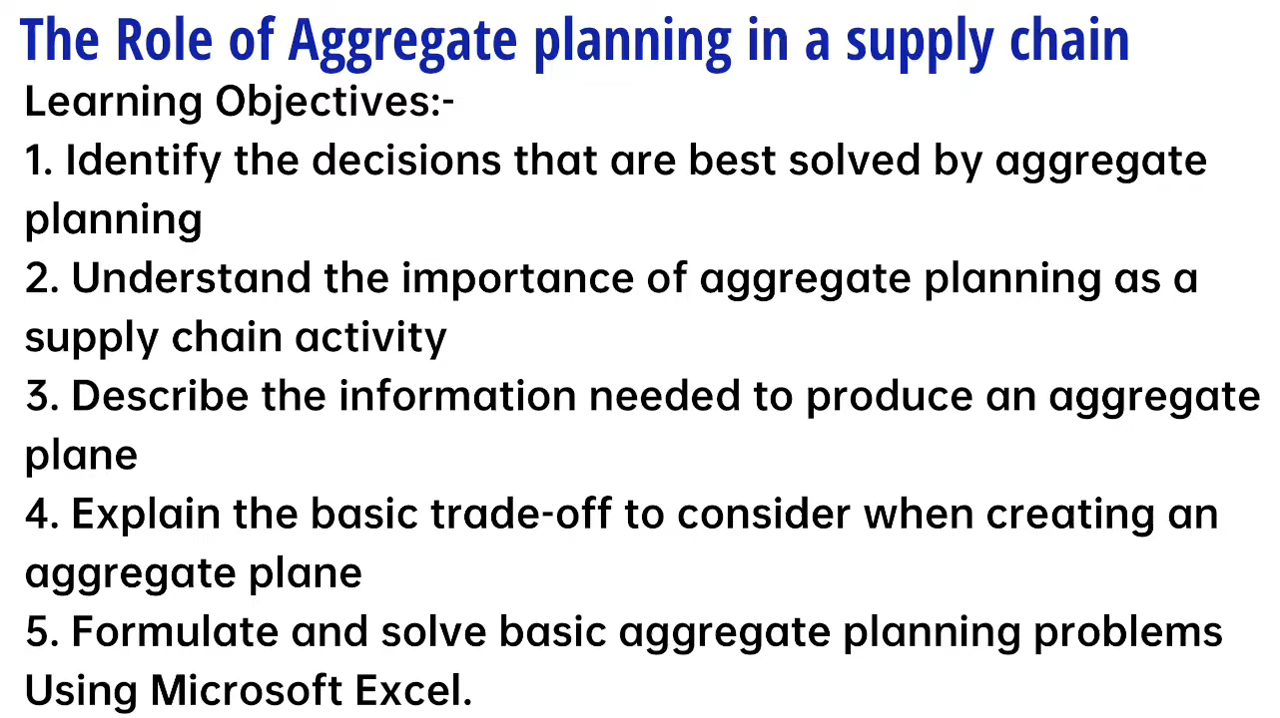 The Role of Aggregate planning in a supply chain
Learning Objectives:-
1. Identify the decisions that are best solved by aggregate
planning
2. Understand the importance of aggregate planning as a
supply chain activity
3. Describe the information needed to produce an aggregate
plane
4. Explain the basic trade-off to consider when creating an
aggregate plane
5. Formulate and solve basic aggregate planning problems
Using Microsoft Excel.